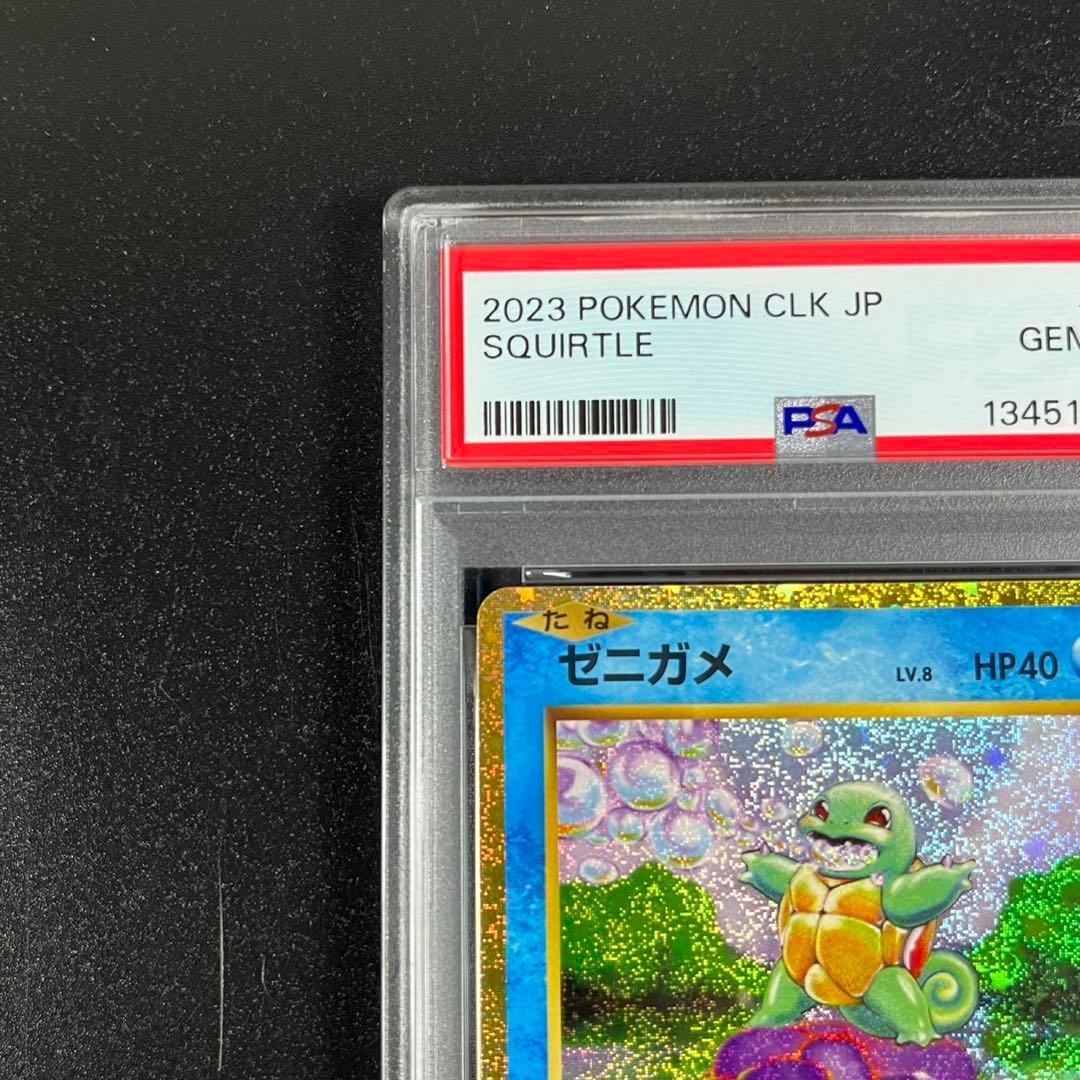 2023 POKEMON CLK JP
SQUIRTLE
GEM
PSA
13451
たね
ゼニガメ LV.8 HP40